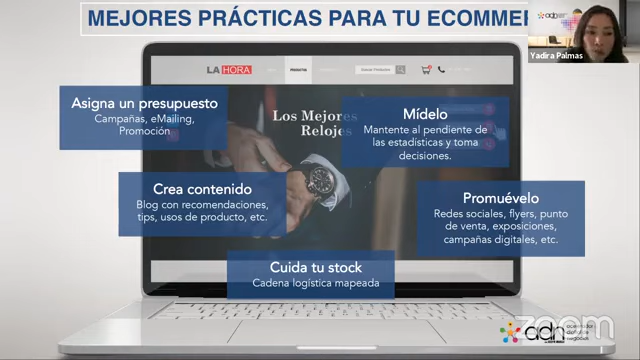 MEJORES PRÁCTICAS PARA TU ECOMMER
adn
Yadira Palmas
LA HORA
Asigna un presupuesto
Campañas, eMailing,
Promoción
Los Mejores
Relojes
Mídelo
Mantente al pendiente de
las estadísticas y toma
decisiones.
Crea contenido
Blog con recomendaciones,
tips, usos de producto, etc.
Promuévelo
Redes sociales, flyers, punto
de venta, exposiciones,
campañas digitales, etc.
Cuida tu stock
Cadena logística mapeada
zoom
adn